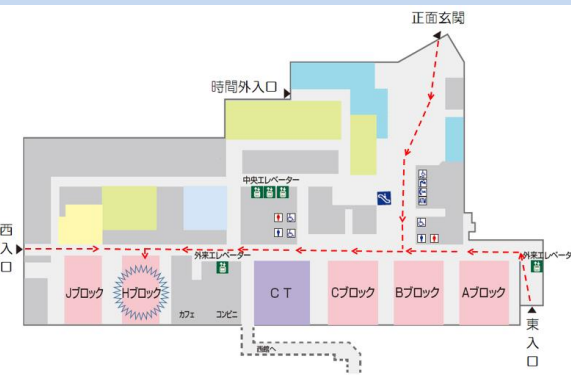 正面玄関
時間外入口
中央エレベーター
西入口
外来エレベーター
外来エレベータ
Jブロック
Hブロック
カフェ
コンビニ
CT
Cブロック
Bブロック
Aブロック
東入口
西館へ